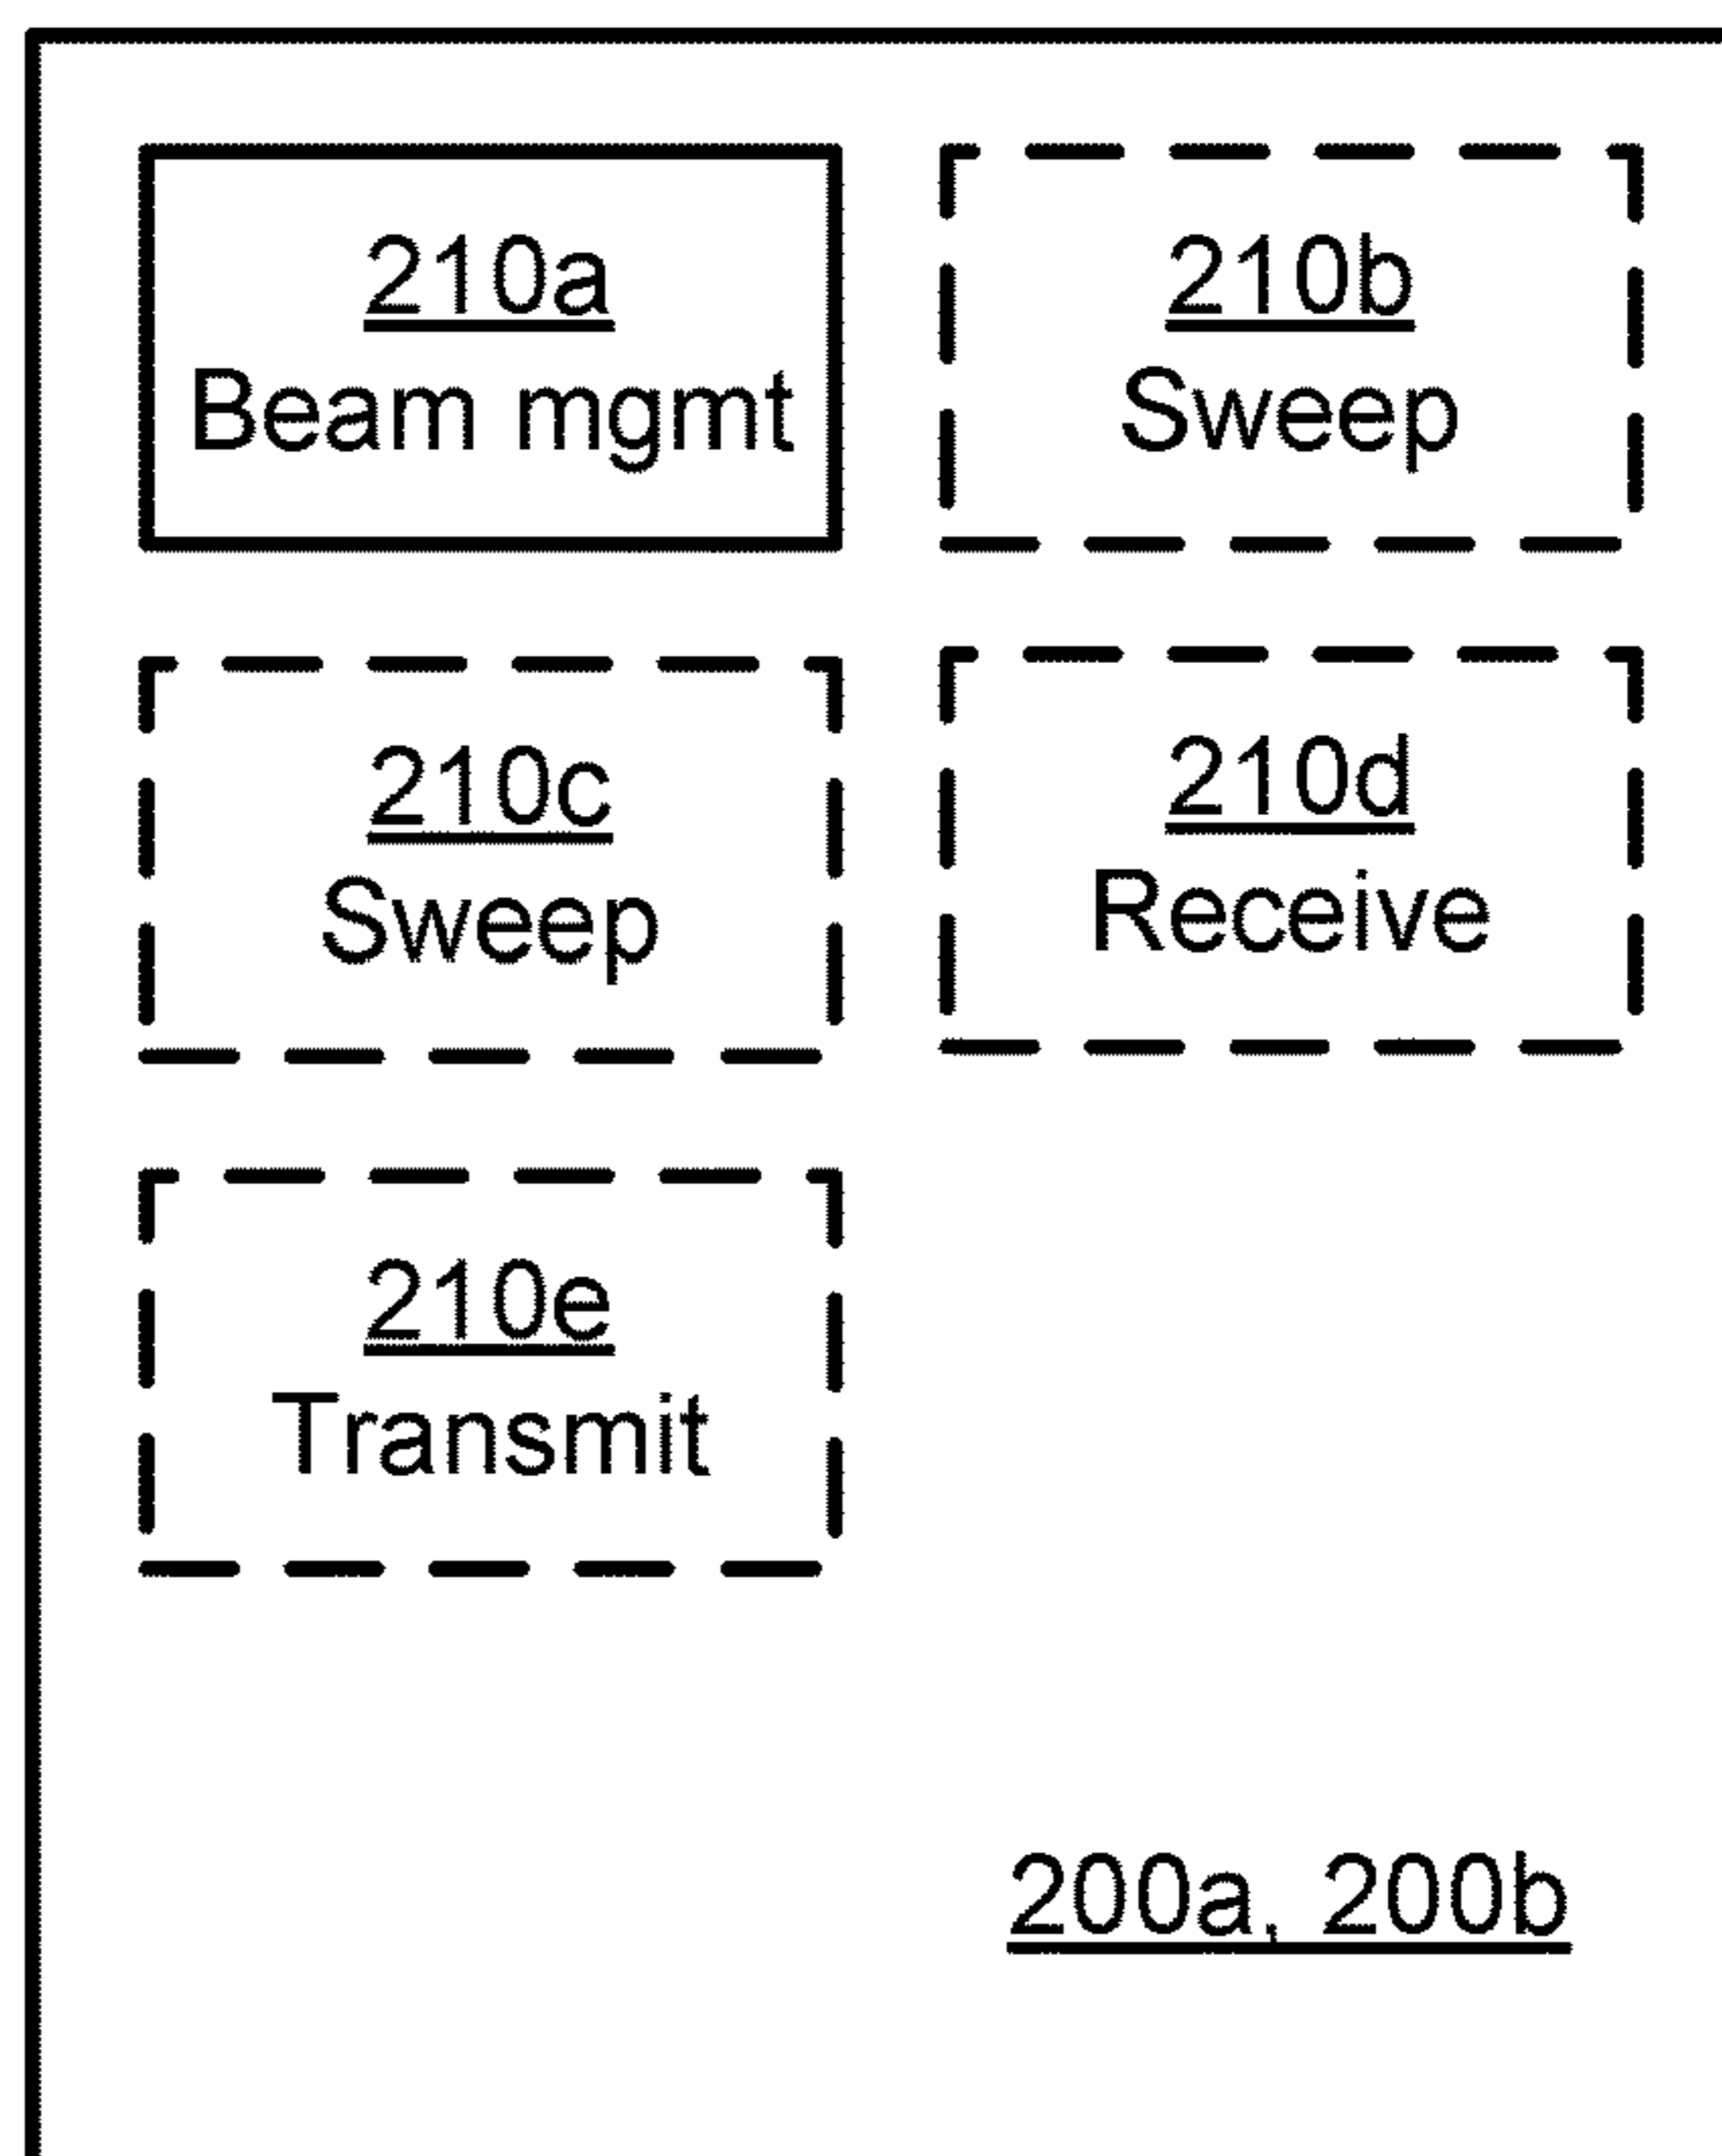 210a
Beam mgmt
210b
Sweep
210c
Sweep
210d
Receive
210e
Transmit
200a, 200b